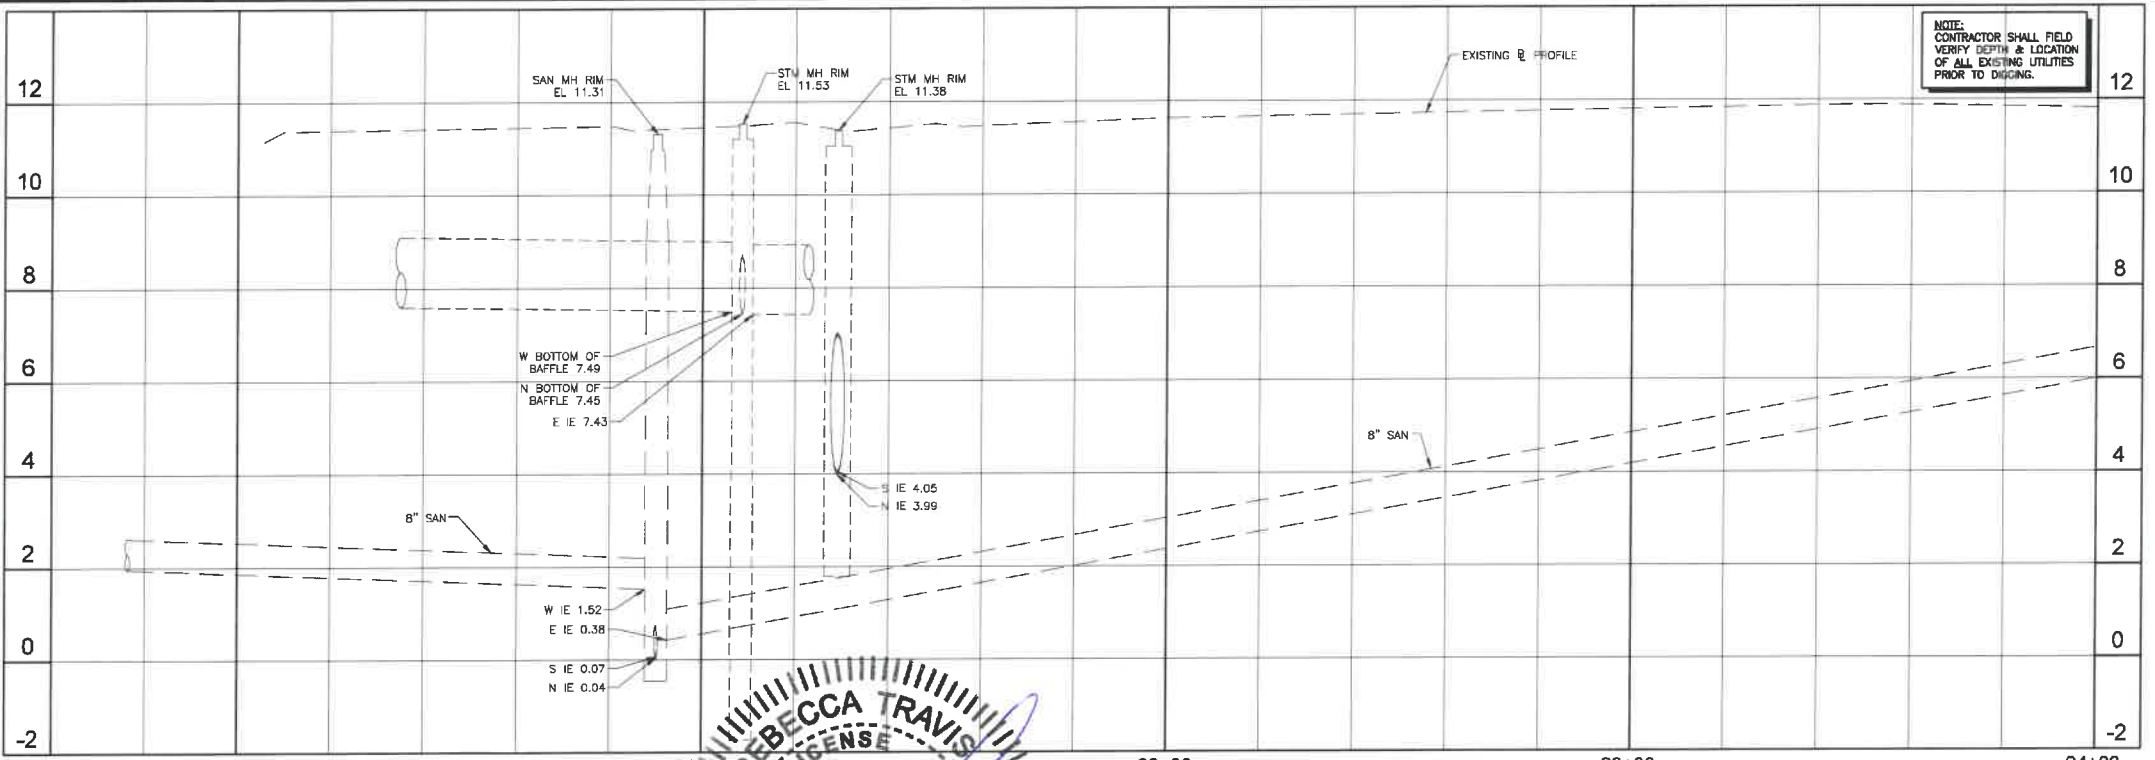 NOTE:
CONTRACTOR SHALL FIELD
VERIFY DEPTH & LOCATION
OF ALL EXISTING UTILITIES
PRIOR TO DIGGING.
EXISTING ℄ PROFILE
SAN MH RIM
EL 11.31
STM MH RIM
EL 11.53
STM MH RIM
EL 11.38
12
12
10
10
8
8
W BOTTOM OF
BAFFLE 7.49
N BOTTOM OF
BAFFLE 7.45
E IE 7.43
6
6
8" SAN
4
4
S IE 4.05
N IE 3.99
8" SAN
2
2
W IE 1.52
E IE 0.38
0
0
S IE 0.07
N IE 0.04
-2
-2
REBECCA TRAVIS
LICENSE